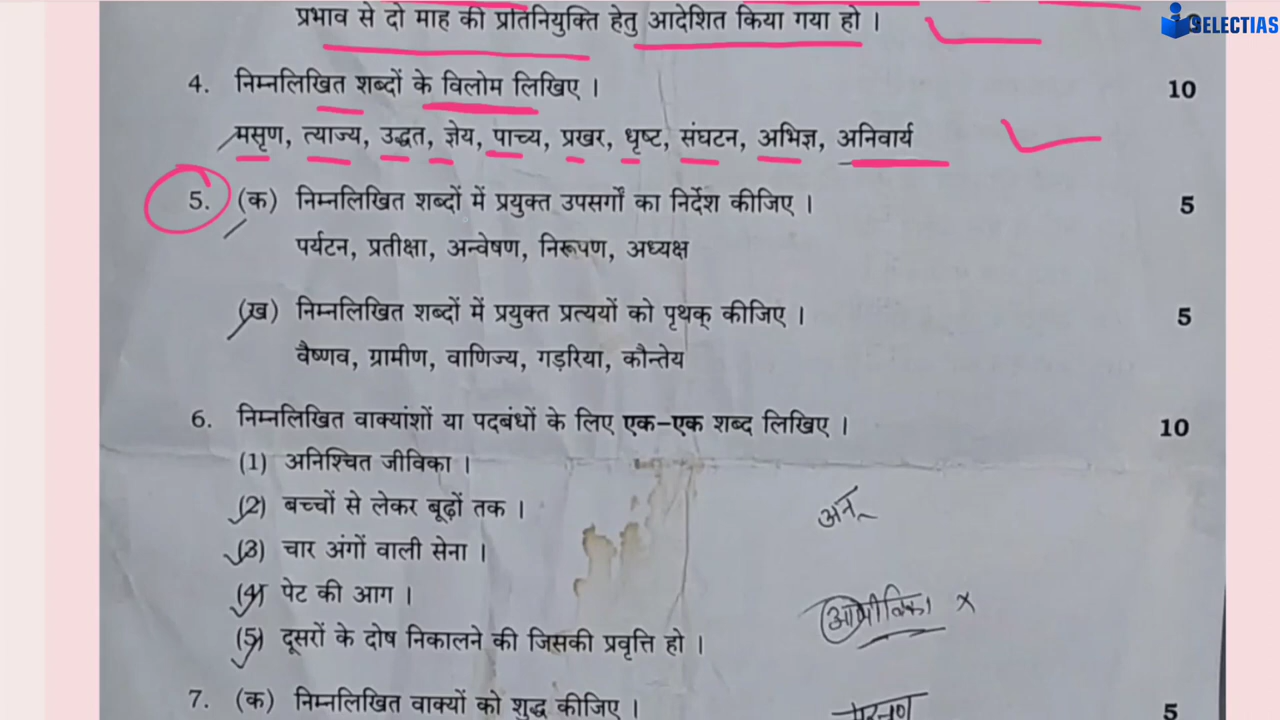 SELECTIAS
प्रभाव से दो माह की प्रतिनियुक्ति हेतु आदेशित किया गया हो ।
4. निम्नलिखित शब्दों के विलोम लिखिए । 10
मसृण, त्याज्य, उद्धत, ज्ञेय, पाच्य, प्रखर, धृष्ट, संघटन, अभिज्ञ, अनिवार्य
5. (क) निम्नलिखित शब्दों में प्रयुक्त उपसर्गों का निर्देश कीजिए । 5
पर्यटन, प्रतीक्षा, अन्वेषण, निरूपण, अध्यक्ष
(ख) निम्नलिखित शब्दों में प्रयुक्त प्रत्ययों को पृथक् कीजिए । 5
वैष्णव, ग्रामीण, वाणिज्य, गड़रिया, कौन्तेय
6. निम्नलिखित वाक्यांशों या पदबंधों के लिए एक-एक शब्द लिखिए । 10
(1) अनिश्चित जीविका ।
(2) बच्चों से लेकर बूढ़ों तक ।
(3) चार अंगों वाली सेना ।
(4) पेट की आग ।
(5) दूसरों के दोष निकालने की जिसकी प्रवृत्ति हो ।
7. (क) निम्नलिखित वाक्यों को शुद्ध कीजिए । 5